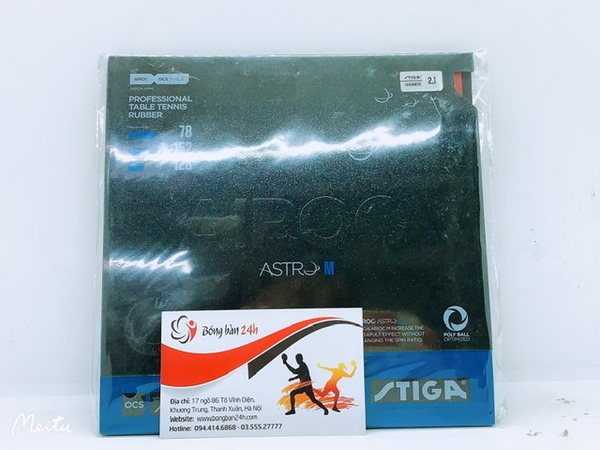 AIROC OCS
PROFESSIONAL
TABLE TENNIS
RUBBER
78
STIGA
2,1
AIROC
ASTRO M
POLY BALL
OPTIMIZED
Bóng bàn 24h
Địa chỉ: 17 ngõ 86 Tô Vĩnh Diện,
Khương Trung, Thanh Xuân, Hà Nội
Website: www.bongban24h.com
Hotline: 094.414.6868 - 03.555.27777
STIGA
OCS
Meitu